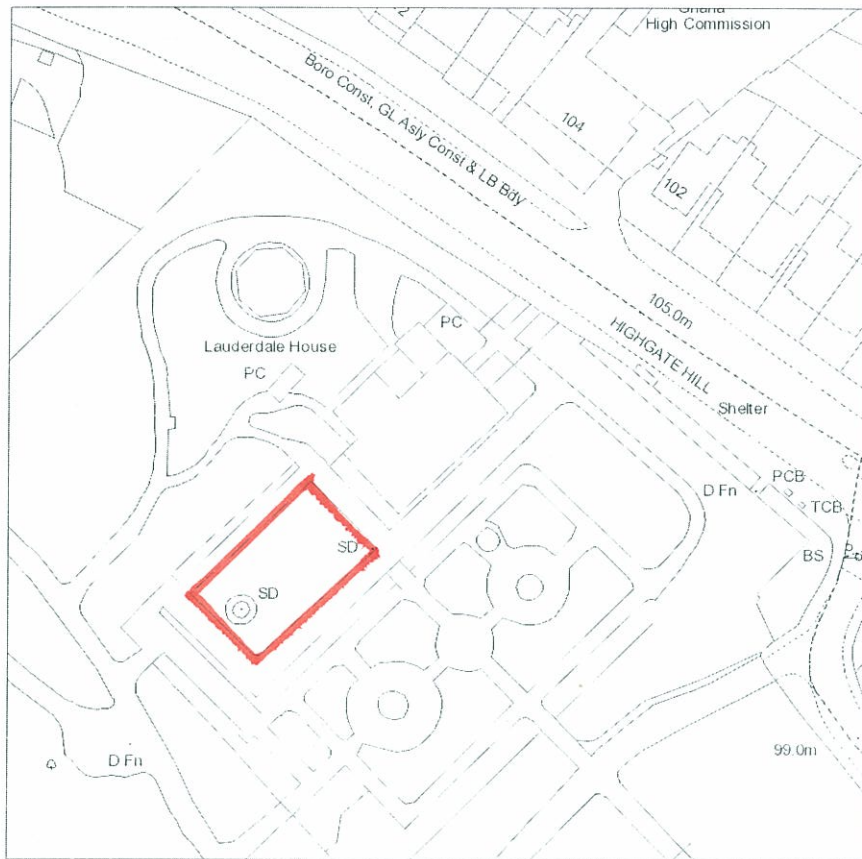 High Commission
Boro Const, GL Asly Const & LB Bdy
104
102
105.0m
HIGHGATE HILL
PC
Lauderdale House
PC
Shelter
D Fn
PCB
TCB
BS
SD
SD
D Fn
99.0m